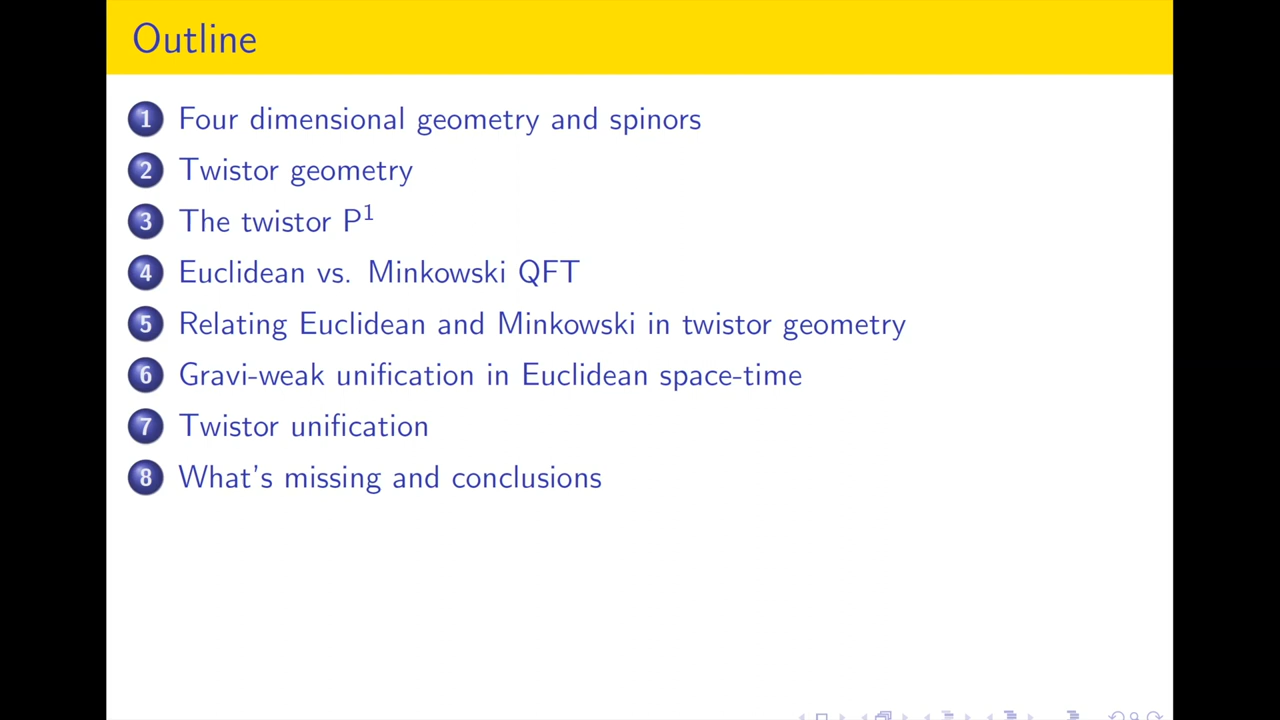 Outline
1 Four dimensional geometry and spinors
2 Twistor geometry
3 The twistor P¹
4 Euclidean vs. Minkowski QFT
5 Relating Euclidean and Minkowski in twistor geometry
6 Gravi-weak unification in Euclidean space-time
7 Twistor unification
8 What's missing and conclusions